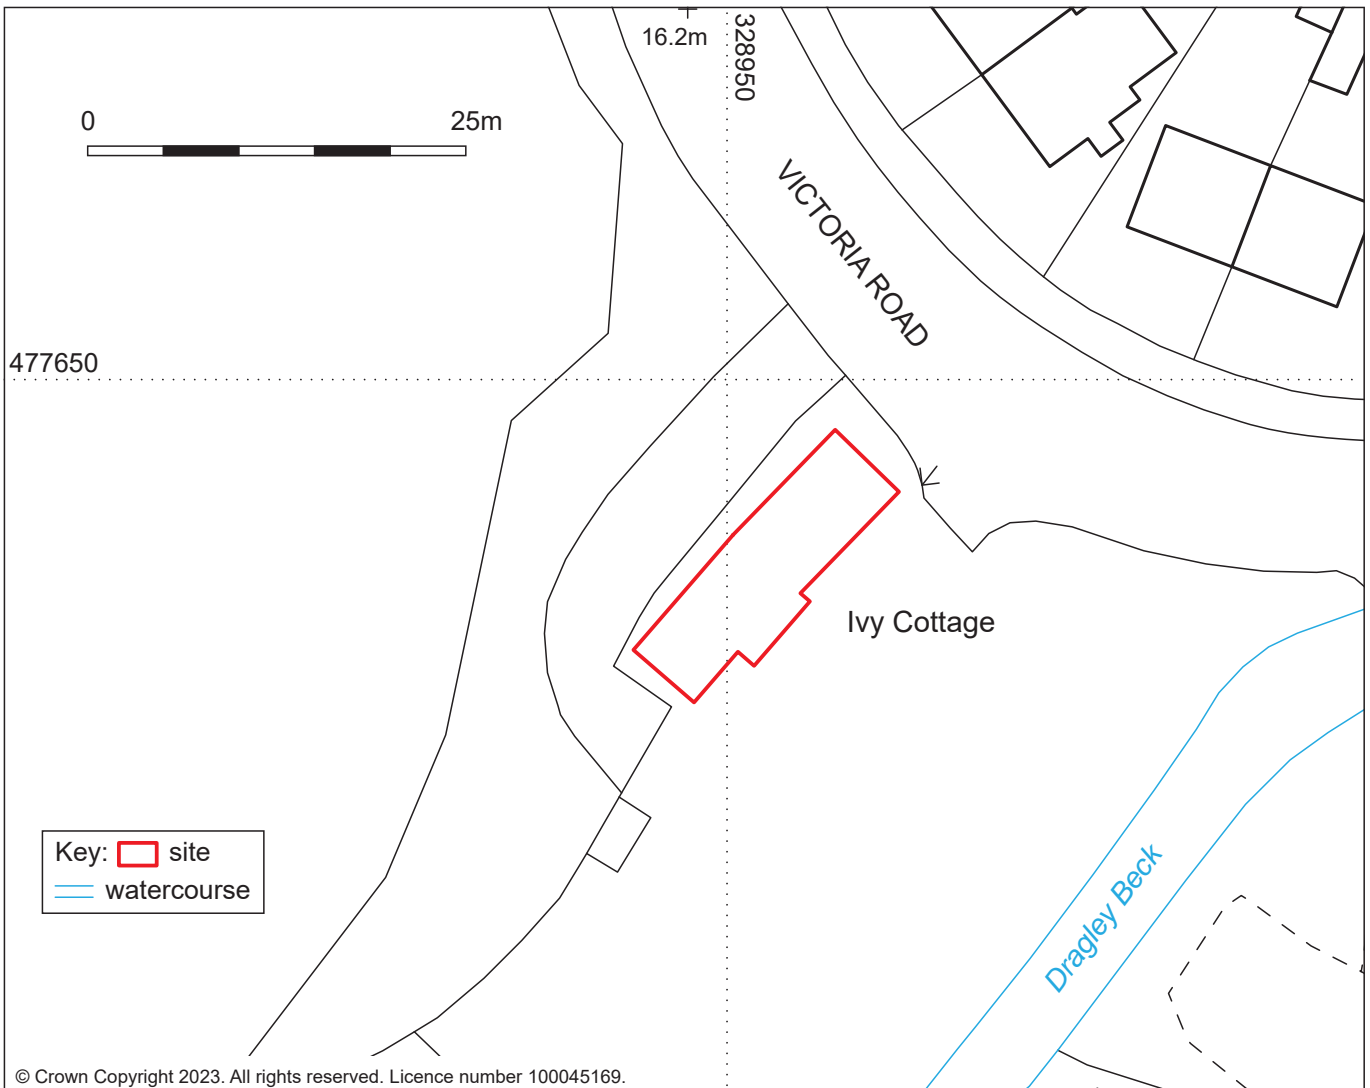 16.2m
328950
0 25m
VICTORIA ROAD
477650
Ivy Cottage
Key: site
watercourse
Dragley Beck
© Crown Copyright 2023. All rights reserved. Licence number 100045169.